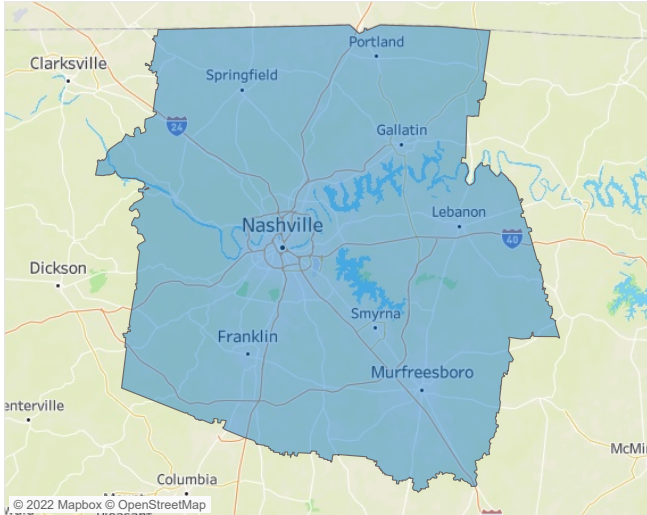 Portland
Clarksville
Springfield
24
Gallatin
Lebanon
Nashville
40
Dickson
Smyrna
Franklin
Murfreesboro
enterville
McMi
Columbia
© 2022 Mapbox © OpenStreetMap